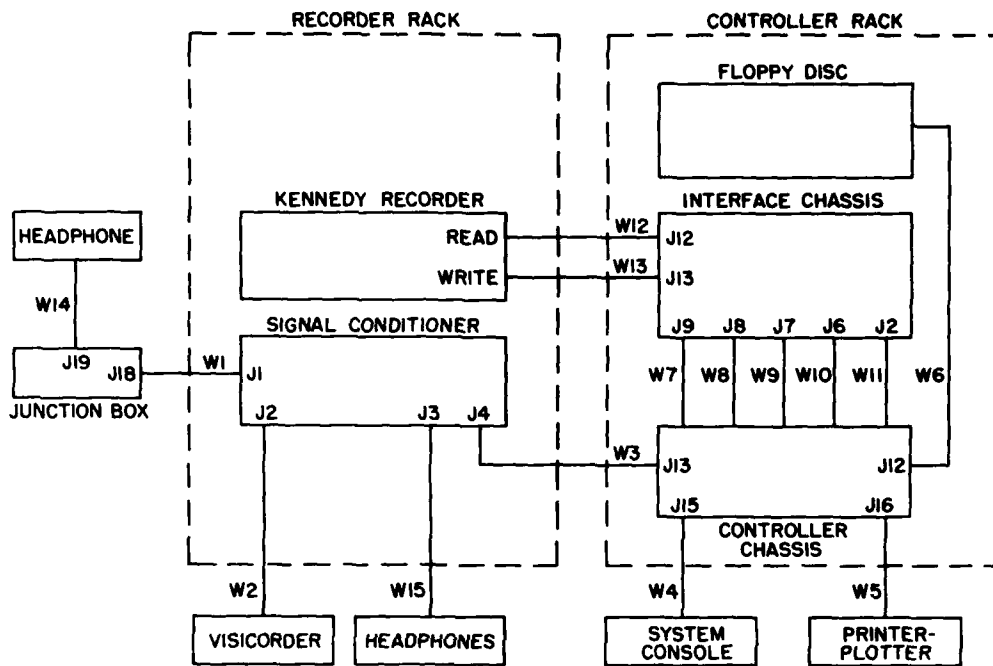 RECORDER RACK
CONTROLLER RACK
FLOPPY DISC
KENNEDY RECORDER
INTERFACE CHASSIS
HEADPHONE
READ
W12
J12
WRITE
W13
J13
W14
SIGNAL CONDITIONER
J9 J8 J7 J6 J2
J19
J18
W1
J1
W7 W8 W9 W10 W11 W6
JUNCTION BOX
J2 J3 J4
W3
J13
J12
J15 J16
CONTROLLER
CHASSIS
W2
W15
W4
W5
VISICORDER
HEADPHONES
SYSTEM
CONSOLE
PRINTER-
PLOTTER